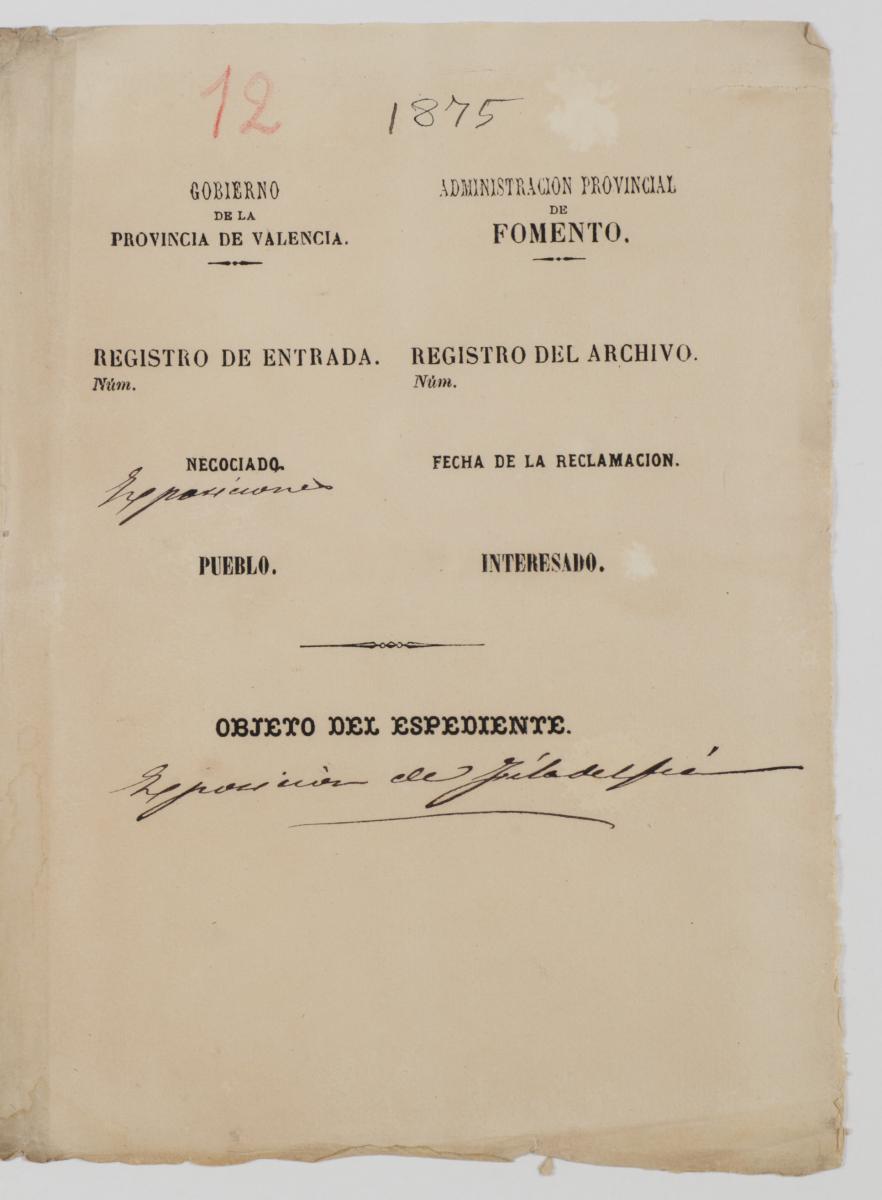 12
1875
GOBIERNO
DE LA
PROVINCIA DE VALENCIA.
ADMINISTRACION PROVINCIAL
DE
FOMENTO.
REGISTRO DE ENTRADA.
Núm.
REGISTRO DEL ARCHIVO.
Núm.
NEGOCIADO.
Exposiciones
FECHA DE LA RECLAMACION.
PUEBLO.
INTERESADO.
OBJETO DEL ESPEDIENTE.
Exposición de Filadelfia